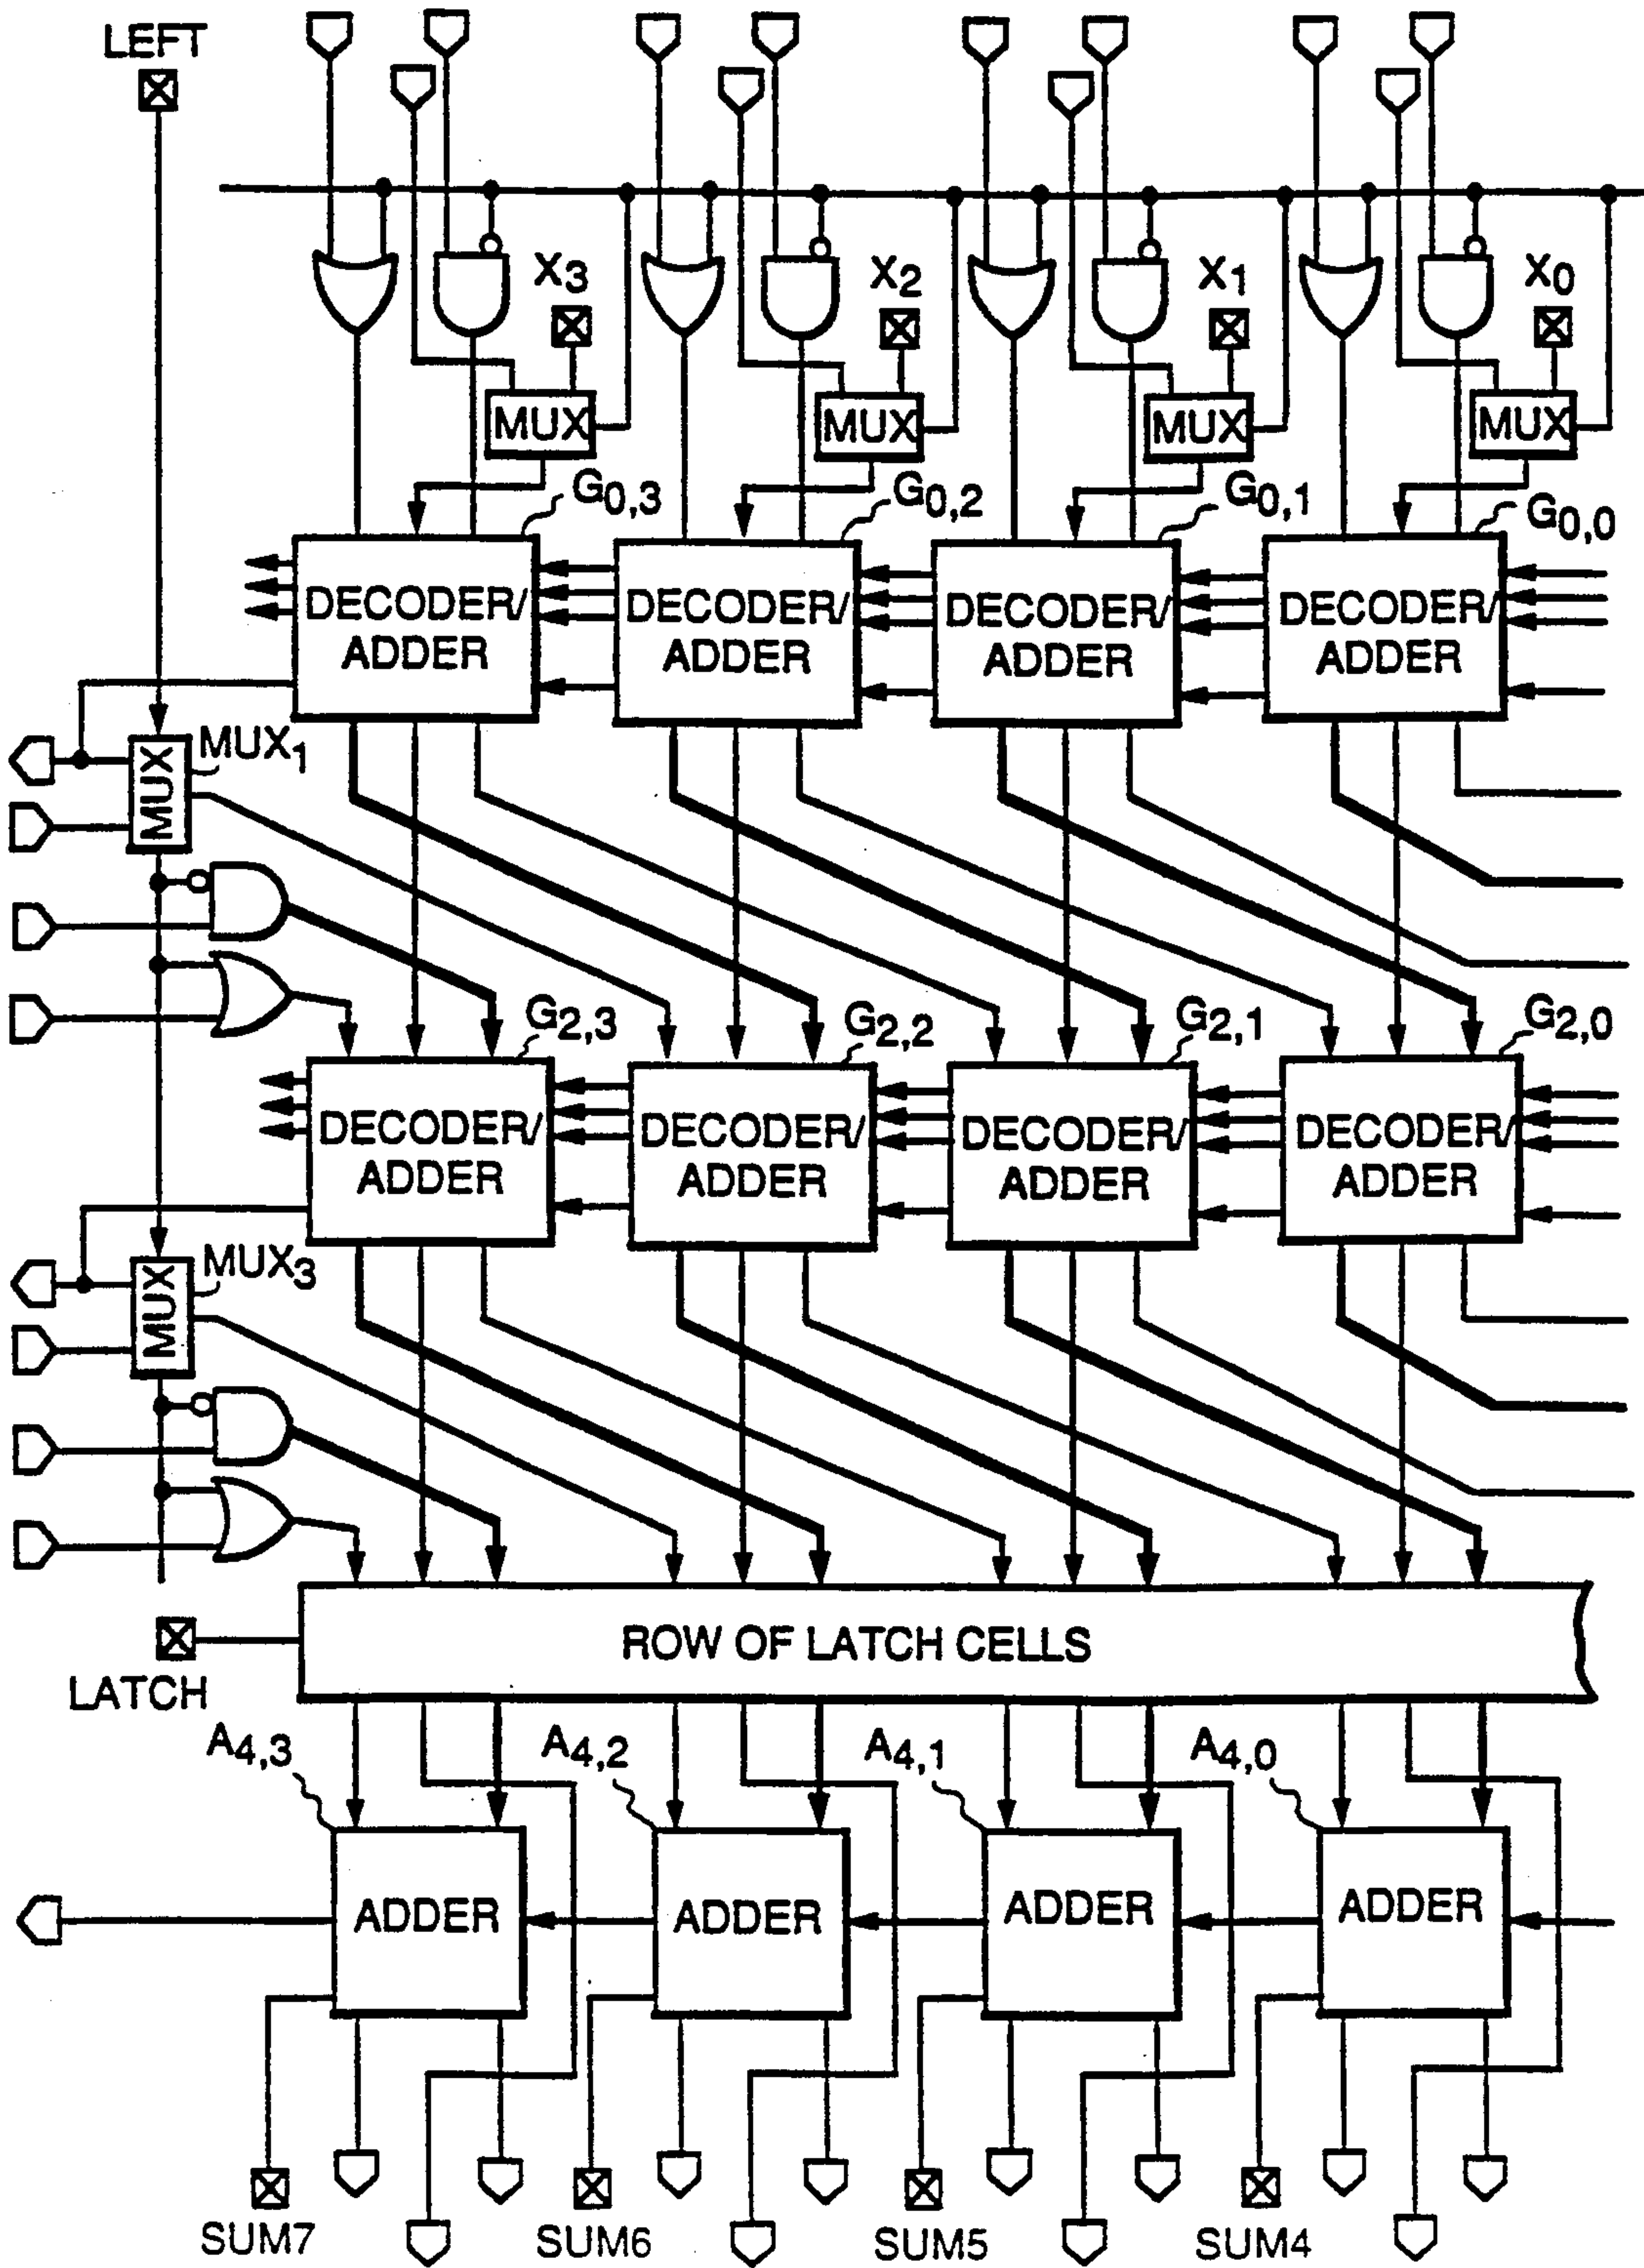 LEFT
X3 X2 X1 X0
MUX MUX MUX MUX
G0,3 G0,2 G0,1 G0,0
DECODER/ DECODER/ DECODER/ DECODER/
ADDER ADDER ADDER ADDER
MUX MUX1
G2,3 G2,2 G2,1 G2,0
DECODER/ DECODER/ DECODER/ DECODER/
ADDER ADDER ADDER ADDER
MUX MUX3
ROW OF LATCH CELLS
LATCH
A4,3 A4,2 A4,1 A4,0
ADDER ADDER ADDER ADDER
SUM7 SUM6 SUM5 SUM4